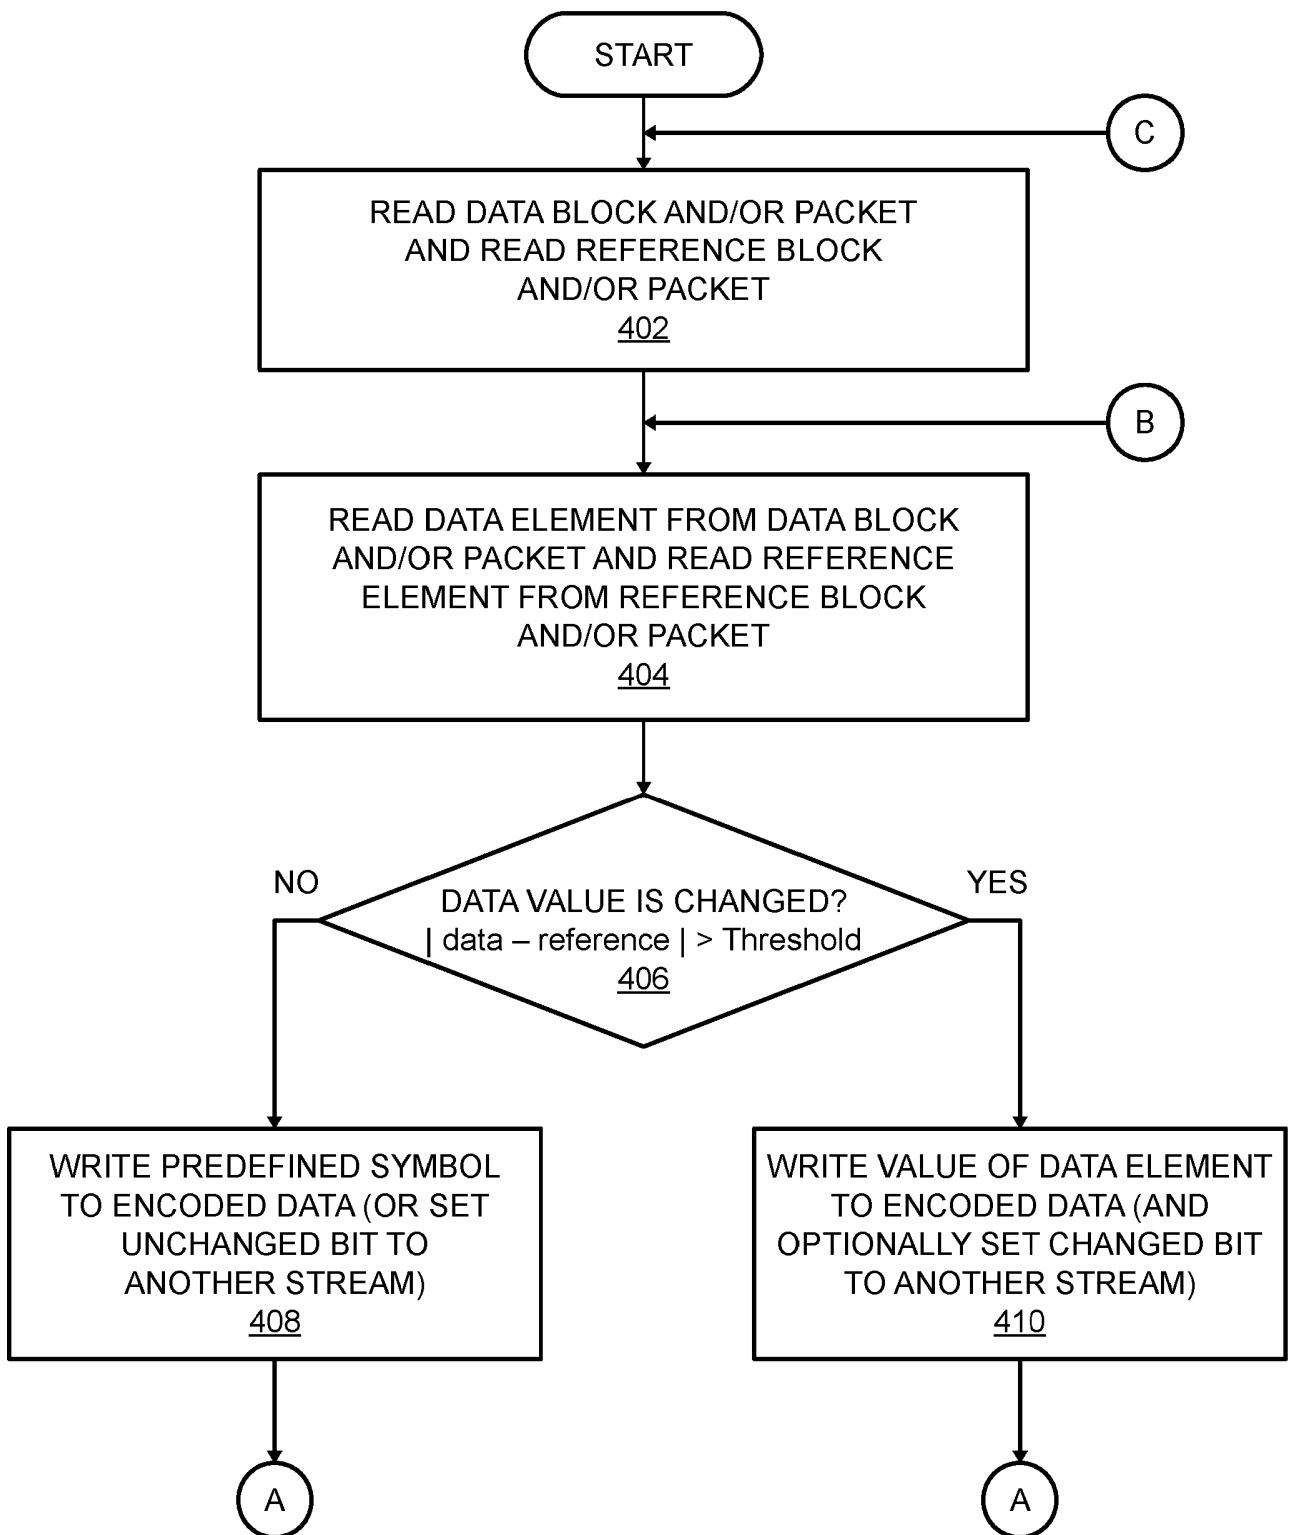 START
C
READ DATA BLOCK AND/OR PACKET
AND READ REFERENCE BLOCK
AND/OR PACKET
402
B
READ DATA ELEMENT FROM DATA BLOCK
AND/OR PACKET AND READ REFERENCE
ELEMENT FROM REFERENCE BLOCK
AND/OR PACKET
404
NO
YES
DATA VALUE IS CHANGED?
| data – reference | > Threshold
406
WRITE PREDEFINED SYMBOL
TO ENCODED DATA (OR SET
UNCHANGED BIT TO
ANOTHER STREAM)
408
WRITE VALUE OF DATA ELEMENT
TO ENCODED DATA (AND
OPTIONALLY SET CHANGED BIT
TO ANOTHER STREAM)
410
A
A